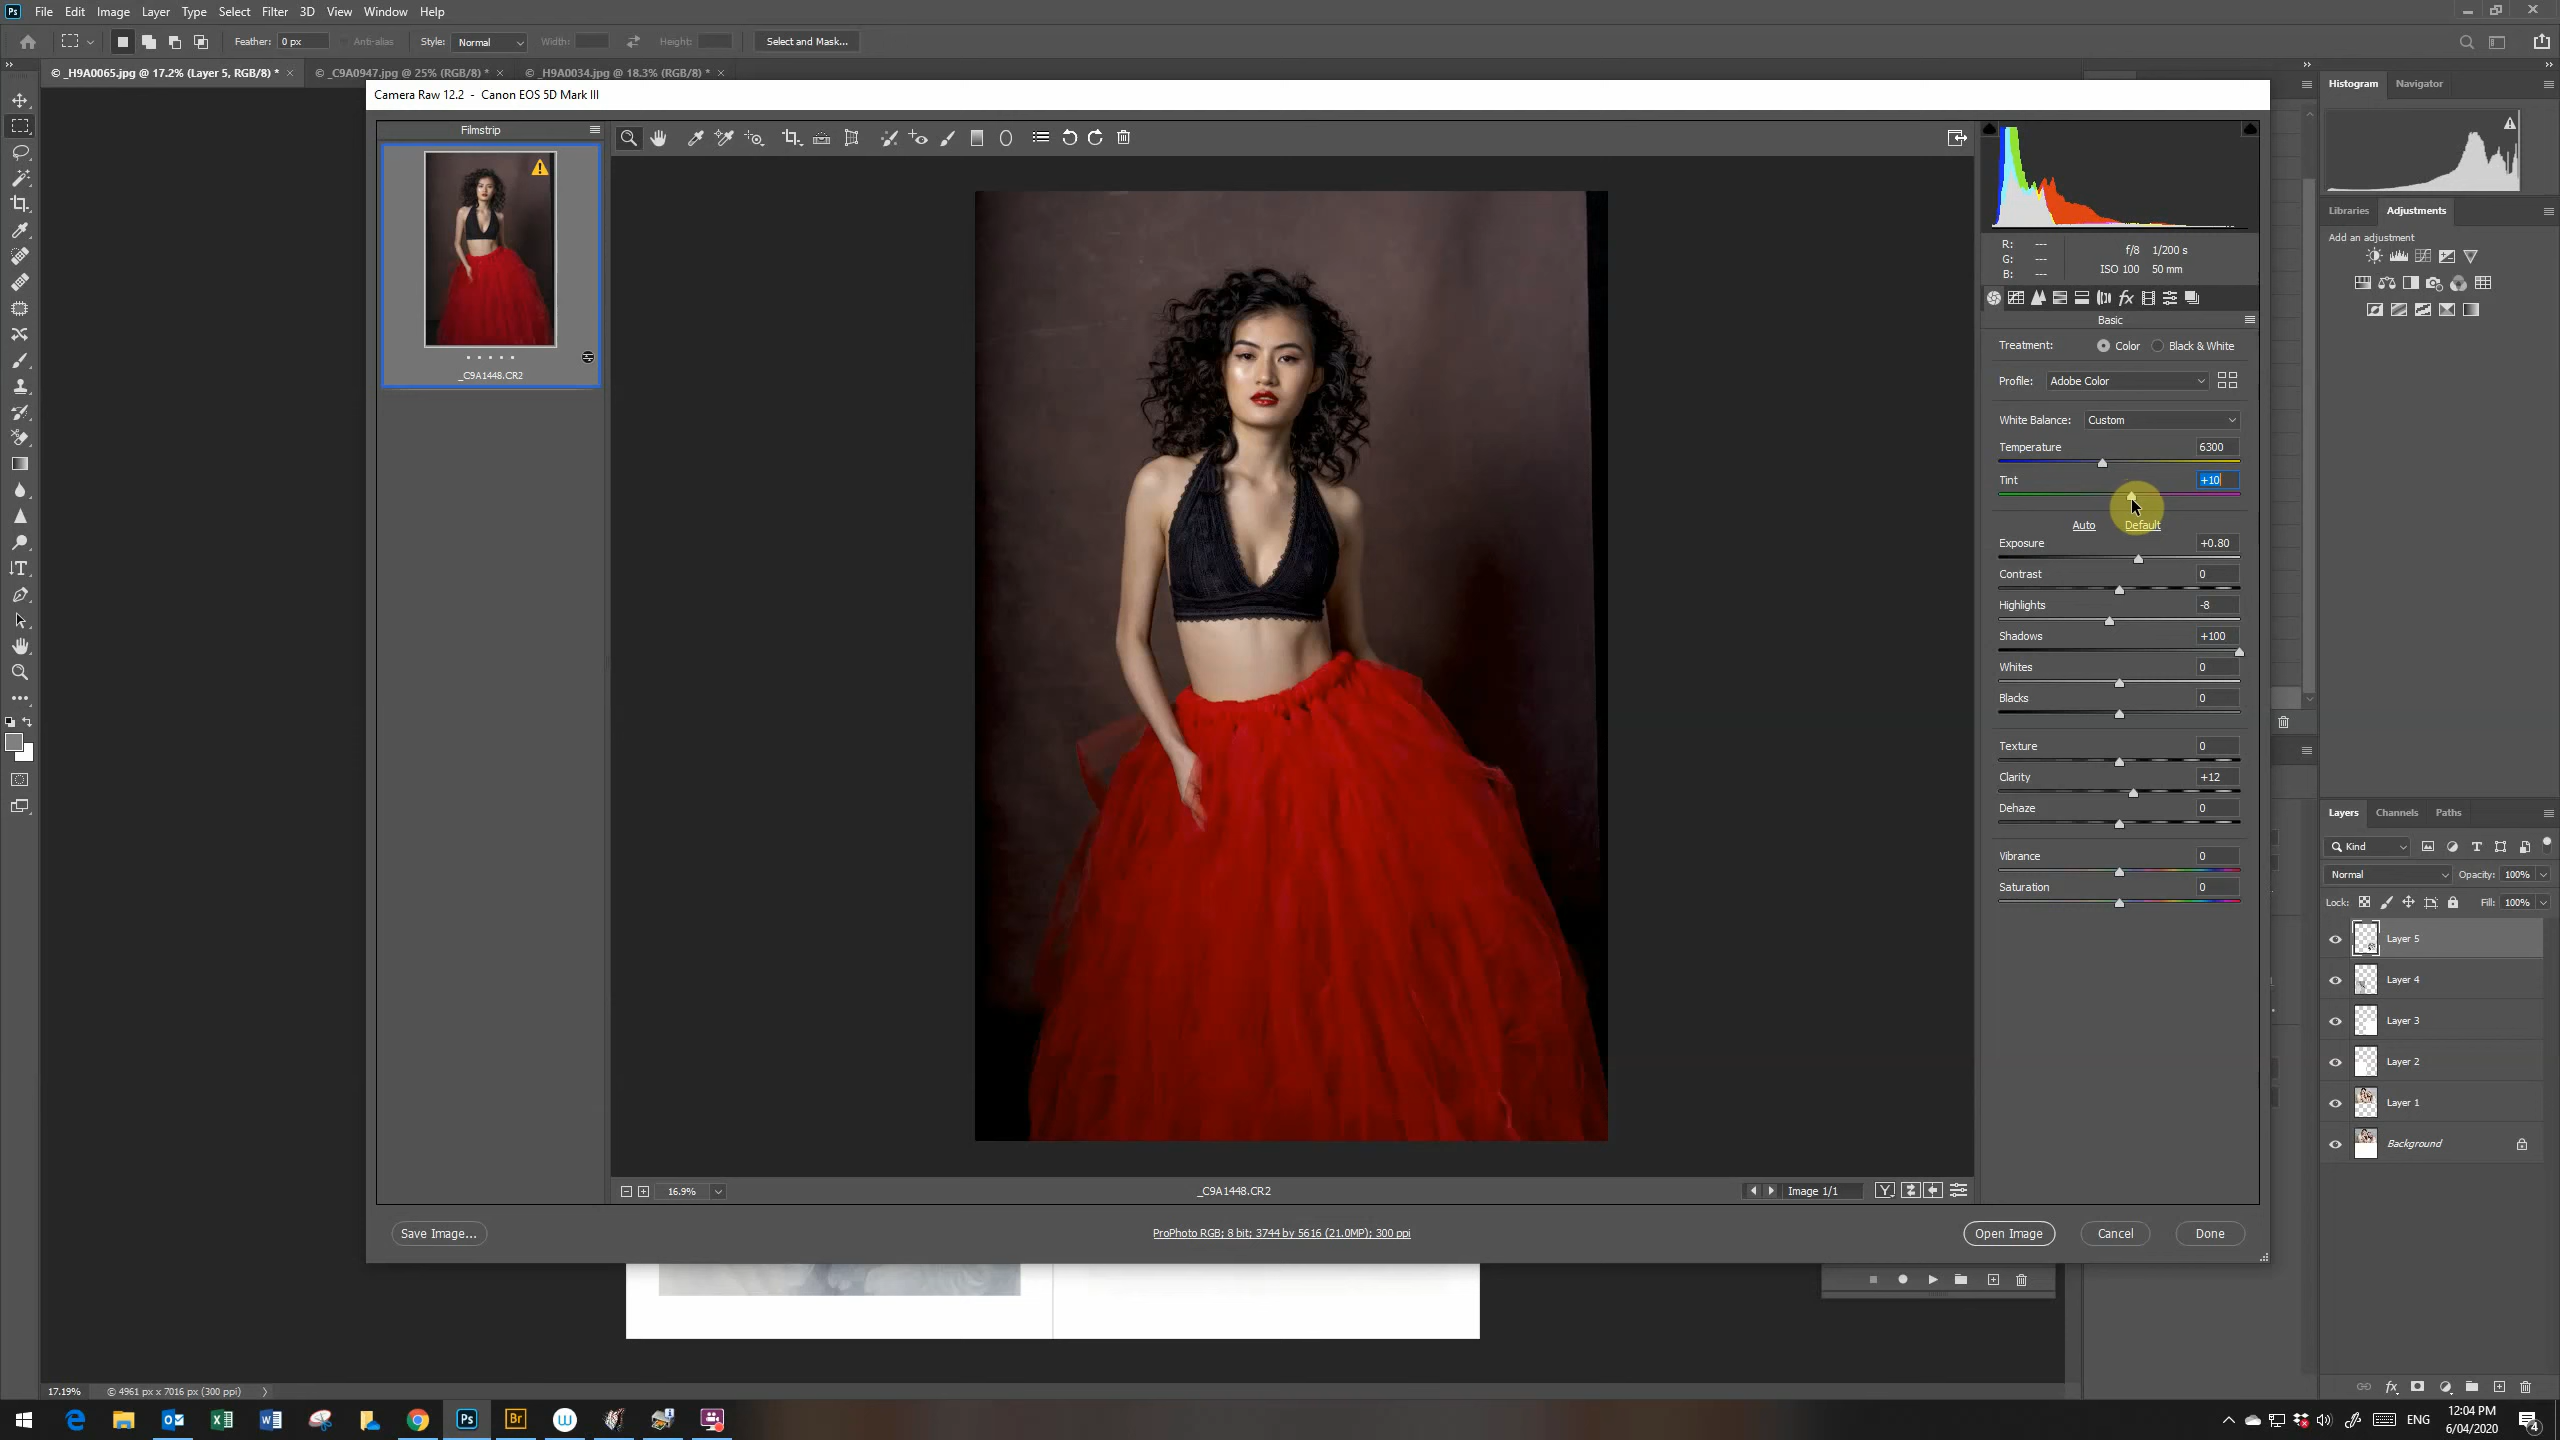 Ps File Edit Image Layer Type Select Filter 3D View Window Help
Feather: 0 px Anti-alias Style: Normal Width: Height: Select and Mask...
© _H9A0065.jpg @ 17.2% (Layer 5, RGB/8) * × © _C9A0947.jpg @ 25% (RGB/8) * × © _H9A0034.jpg @ 18.3% (RGB/8) * ×
Histogram Navigator
Camera Raw 12.2 - Canon EOS 5D Mark III
Filmstrip
_C9A1448.CR2
R: ---
G: ---
B: ---
f/8 1/200 s
ISO 100 50 mm
Basic
Treatment: Color Black & White
Profile: Adobe Color
White Balance: Custom
Temperature 6300
Tint +10
Auto Default
Exposure +0.80
Contrast 0
Highlights -8
Shadows +100
Whites 0
Blacks 0
Texture 0
Clarity +12
Dehaze 0
Vibrance 0
Saturation 0
Libraries Adjustments
Add an adjustment
Layers Channels Paths
Kind
Normal Opacity: 100%
Lock: Fill: 100%
Layer 5
Layer 4
Layer 3
Layer 2
Layer 1
Background
16.9% _C9A1448.CR2 Image 1/1
Save Image... ProPhoto RGB; 8 bit; 3744 by 5616 (21.0MP); 300 ppi Open Image Cancel Done
17.19% © 4961 px x 7016 px (300 ppi)
Ps Br W ENG
12:04 PM
6/04/2020
4